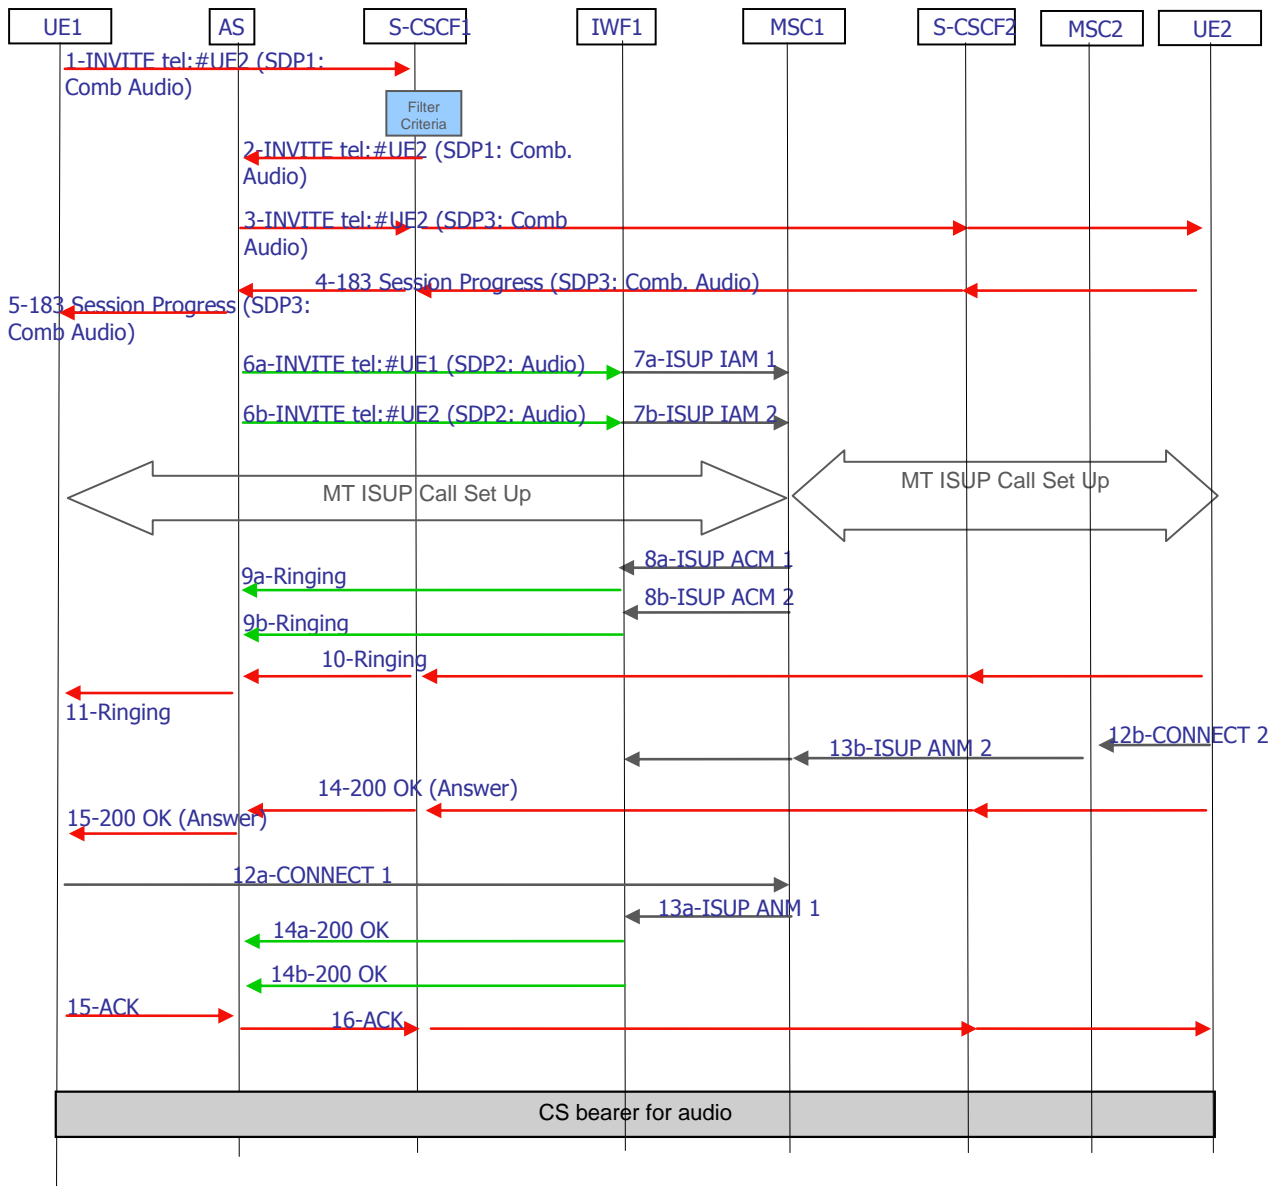 UE1 AS S-CSCF1 IWF1 MSC1 S-CSCF2 MSC2 UE2
1-INVITE tel:#UE2 (SDP1:
Comb Audio)
Filter
Criteria
2-INVITE tel:#UE2 (SDP1: Comb.
Audio)
3-INVITE tel:#UE2 (SDP3: Comb
Audio)
4-183 Session Progress (SDP3: Comb. Audio)
5-183 Session Progress (SDP3:
Comb Audio)
6a-INVITE tel:#UE1 (SDP2: Audio)
7a-ISUP IAM 1
6b-INVITE tel:#UE2 (SDP2: Audio)
7b-ISUP IAM 2
MT ISUP Call Set Up
MT ISUP Call Set Up
8a-ISUP ACM 1
9a-Ringing
8b-ISUP ACM 2
9b-Ringing
10-Ringing
11-Ringing
12b-CONNECT 2
13b-ISUP ANM 2
14-200 OK (Answer)
15-200 OK (Answer)
12a-CONNECT 1
13a-ISUP ANM 1
14a-200 OK
14b-200 OK
15-ACK
16-ACK
CS bearer for audio